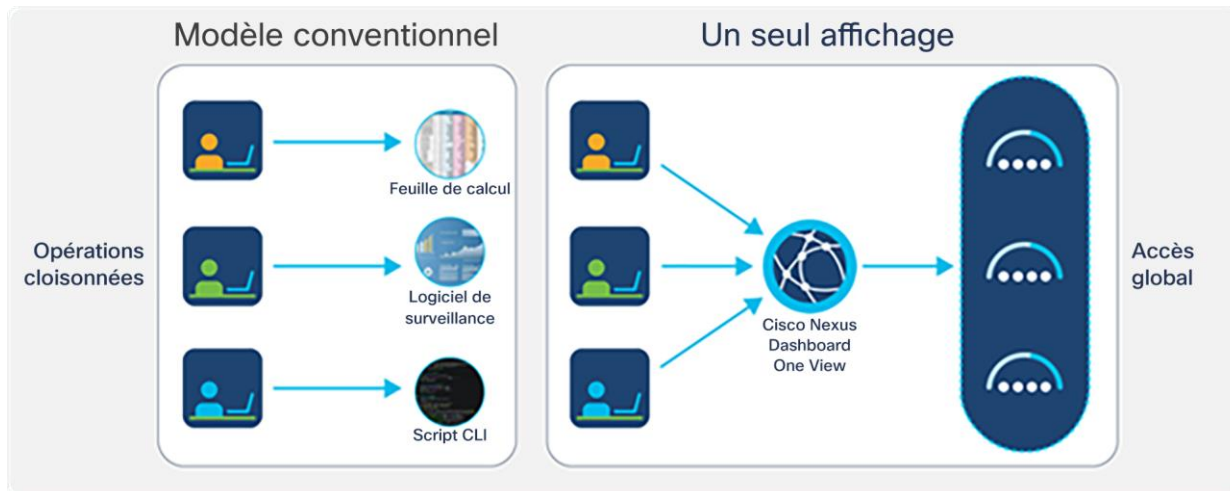 Modèle conventionnel
Un seul affichage
Opérations
cloisonnées
Feuille de calcul
Logiciel de
surveillance
Script CLI
Cisco Nexus
Dashboard
One View
Accès
global